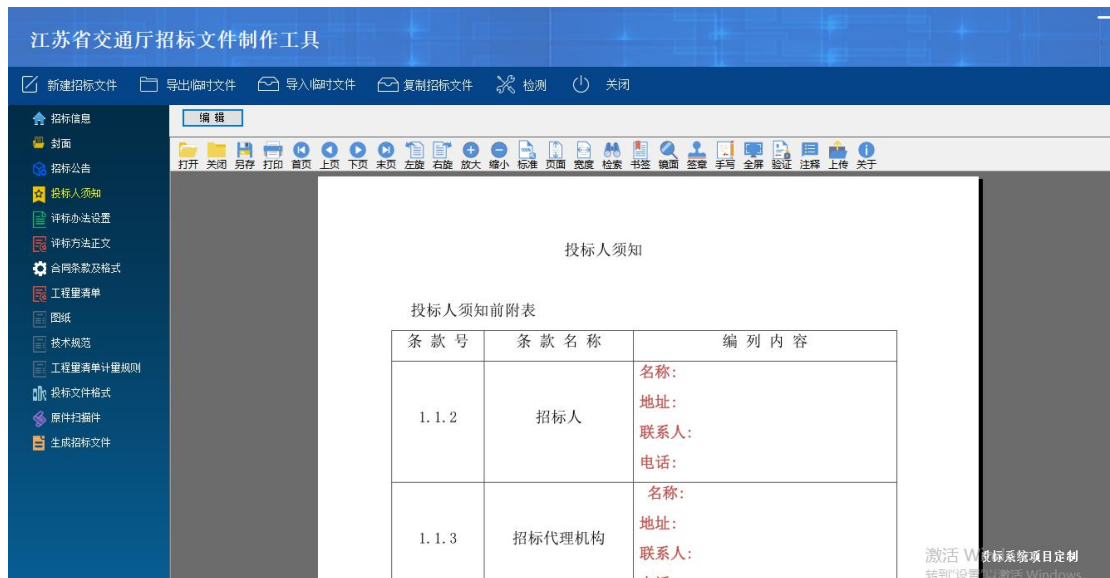 江苏省交通厅招标文件制作工具
新建招标文件 导出临时文件 导入临时文件 复制招标文件 检测 关闭
招标信息
封面
招标公告
投标人须知
评标办法设置
评标方法正文
合同条款及格式
工程量清单
图纸
技术规范
工程量清单计量规则
投标文件格式
原件扫描件
生成招标文件
编辑
打开 关闭 另存 打印 首页 上页 下页 末页 左旋 右旋 放大 缩小 标准 页面 宽度 检索 书签 镜面 签章 手写 全屏 验证 注释 上传 关于
投标人须知
投标人须知前附表
条款号 条款名称 编列内容
1.1.2 招标人
名称：
地址：
联系人：
电话：
1.1.3 招标代理机构
名称：
地址：
联系人：
激活 W
投标系统项目定制
转到"设置"以激活 Windows